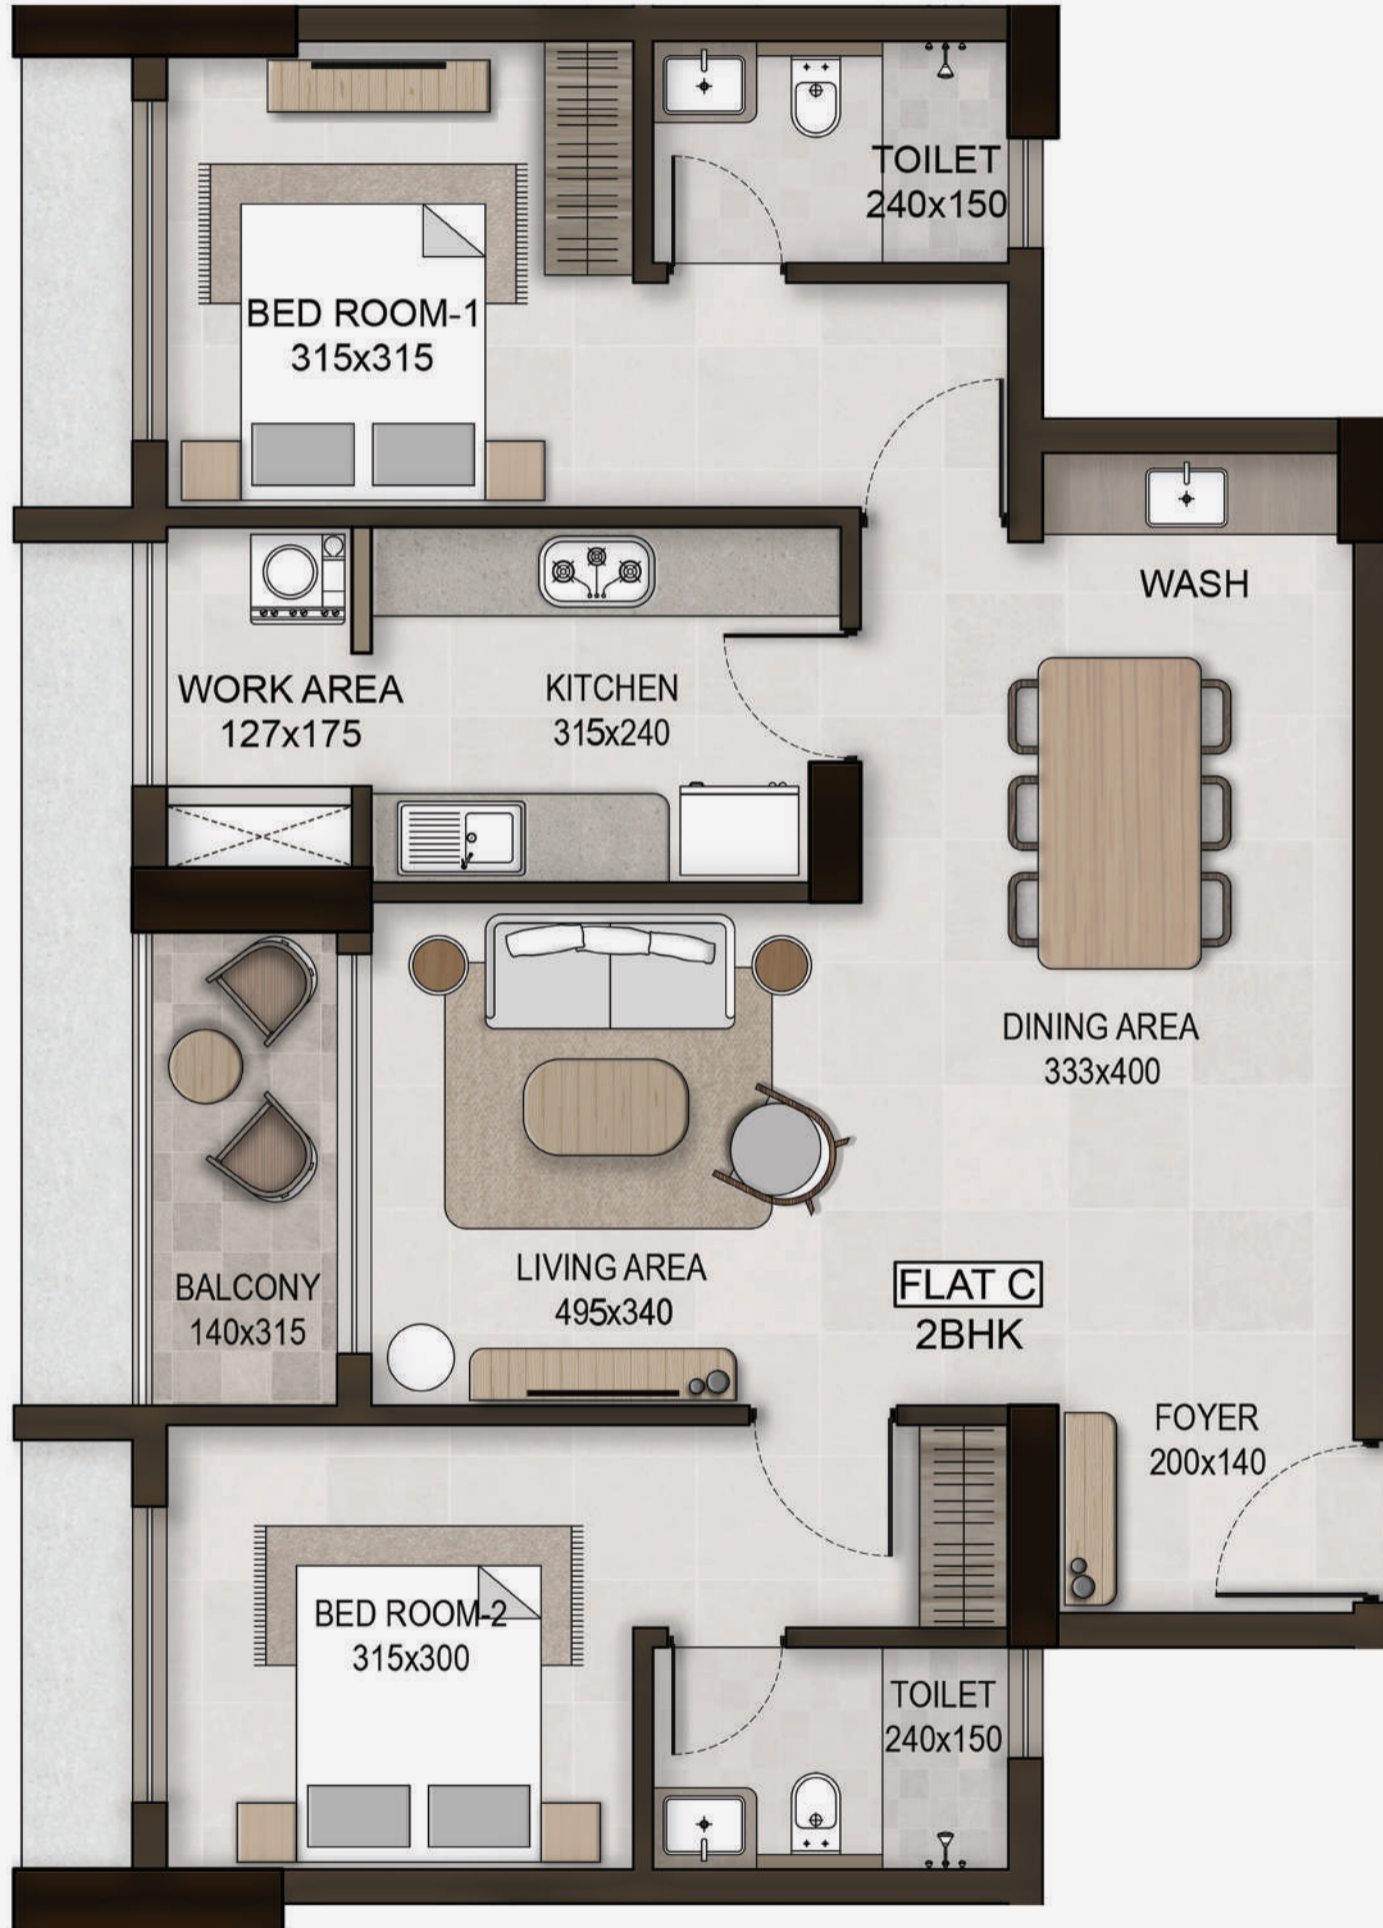 TOILET
240x150
BED ROOM-1
315x315
WASH
WORK AREA
127x175
KITCHEN
315x240
DINING AREA
333x400
LIVING AREA
495x340
BALCONY
140x315
FLAT C
2BHK
FOYER
200x140
BED ROOM-2
315x300
TOILET
240x150